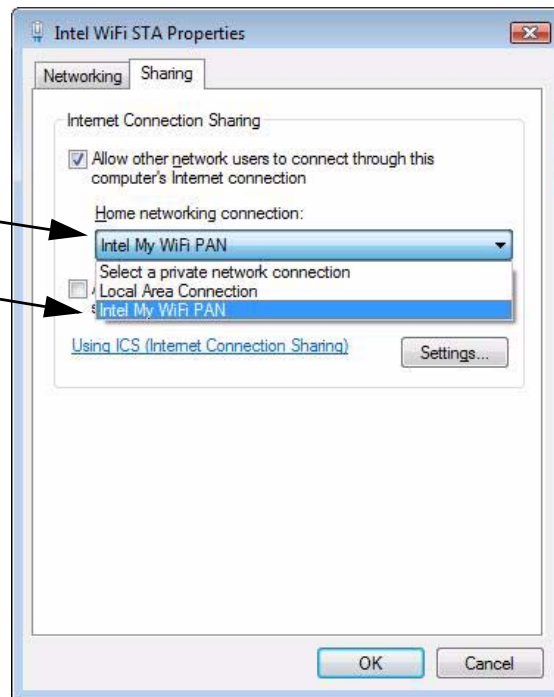 Intel WiFi STA Properties
Networking
Sharing
Internet Connection Sharing
Allow other network users to connect through this
computer's Internet connection
Home networking connection:
Intel My WiFi PAN
Select a private network connection
Local Area Connection
Intel My WiFi PAN
Using ICS (Internet Connection Sharing)
Settings...
OK
Cancel